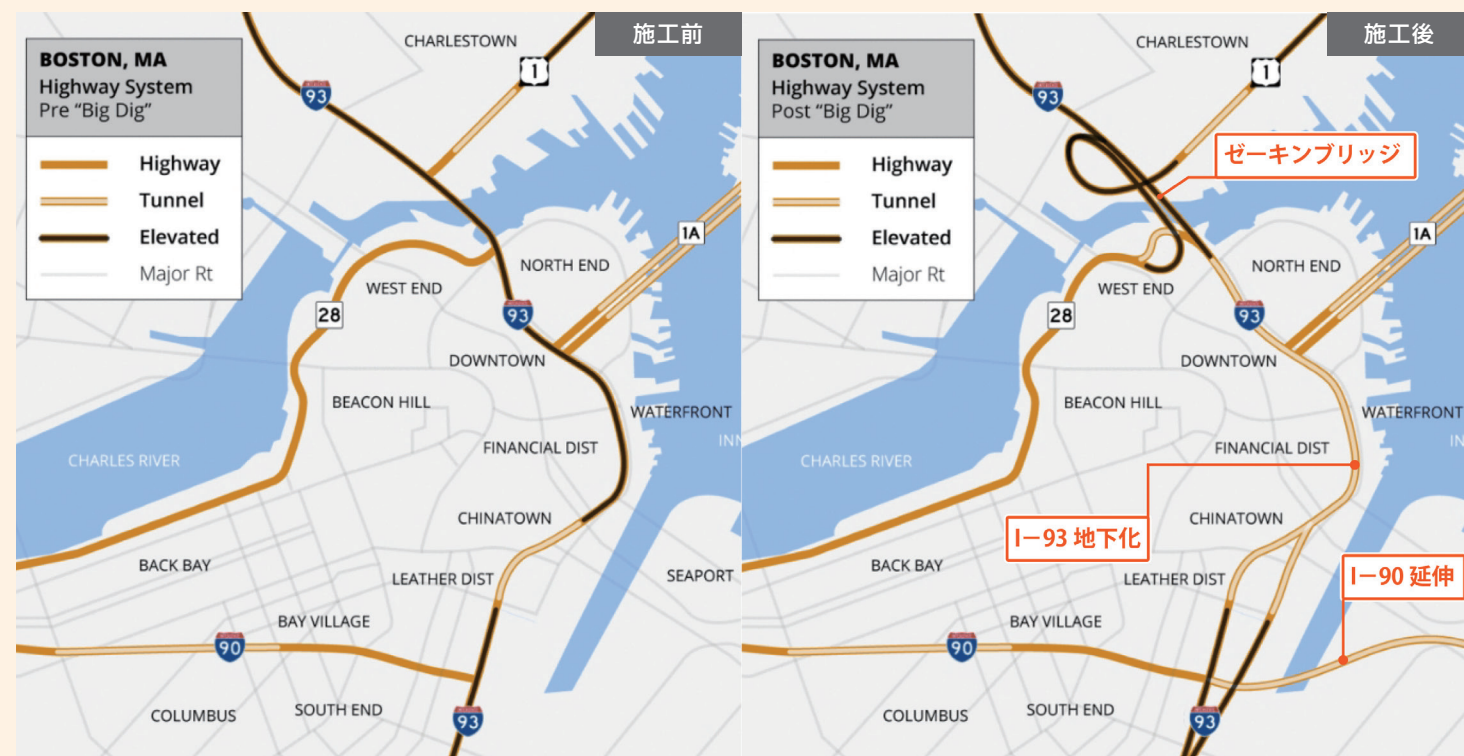 施工前
BOSTON, MA
Highway System
Pre “Big Dig”
Highway
Tunnel
Elevated
Major Rt
CHARLESTOWN
1
93
1A
NORTH END
WEST END
28
93
DOWNTOWN
BEACON HILL
WATERFRONT
FINANCIAL DIST
CHARLES RIVER
CHINATOWN
BACK BAY
LEATHER DIST
SEAPORT
BAY VILLAGE
90
COLUMBUS
SOUTH END
93
施工後
BOSTON, MA
Highway System
Post “Big Dig”
Highway
Tunnel
Elevated
Major Rt
CHARLESTOWN
1
93
ゼーキンブリッジ
1A
NORTH END
WEST END
28
93
DOWNTOWN
BEACON HILL
WATERFRONT
FINANCIAL DIST
CHARLES RIVER
CHINATOWN
I－93 地下化
BACK BAY
LEATHER DIST
I－90 延伸
BAY VILLAGE
90
COLUMBUS
SOUTH END
93